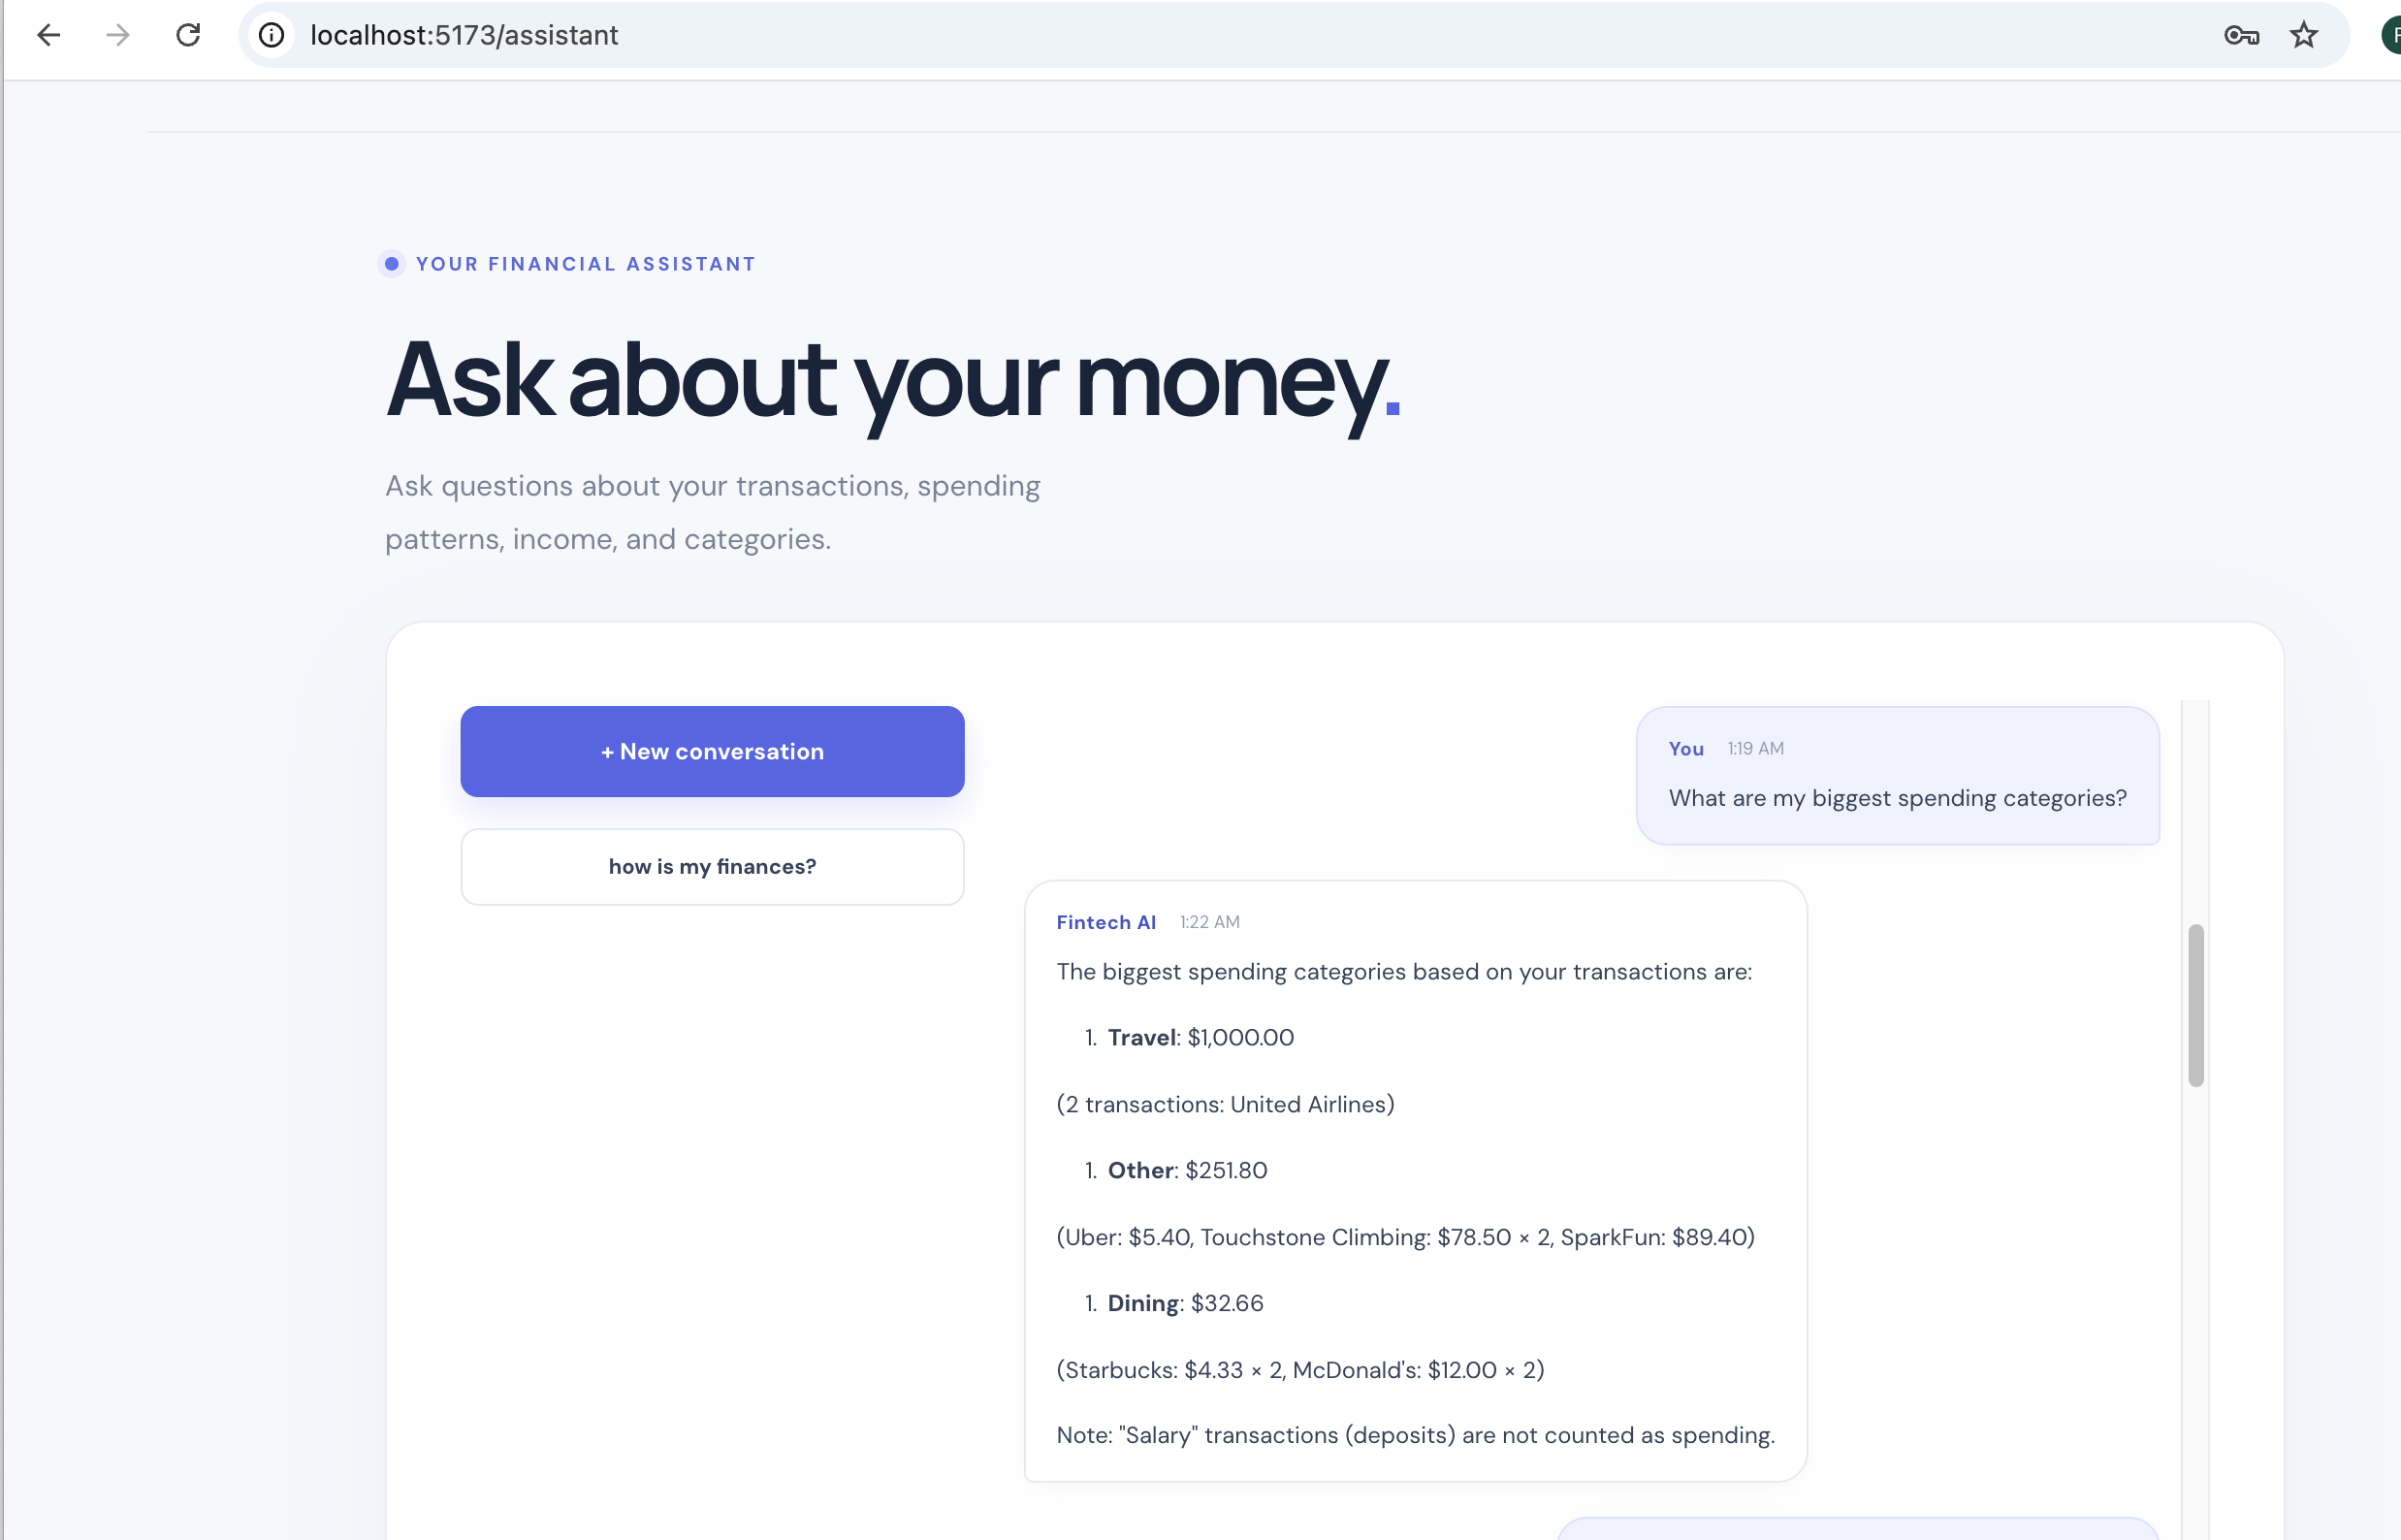 localhost:5173/assistant
YOUR FINANCIAL ASSISTANT
Ask about your money.
Ask questions about your transactions, spending
patterns, income, and categories.
+ New conversation
how is my finances?
You 1:19 AM
What are my biggest spending categories?
Fintech AI 1:22 AM
The biggest spending categories based on your transactions are:
1. Travel: $1,000.00
(2 transactions: United Airlines)
1. Other: $251.80
(Uber: $5.40, Touchstone Climbing: $78.50 × 2, SparkFun: $89.40)
1. Dining: $32.66
(Starbucks: $4.33 × 2, McDonald's: $12.00 × 2)
Note: "Salary" transactions (deposits) are not counted as spending.